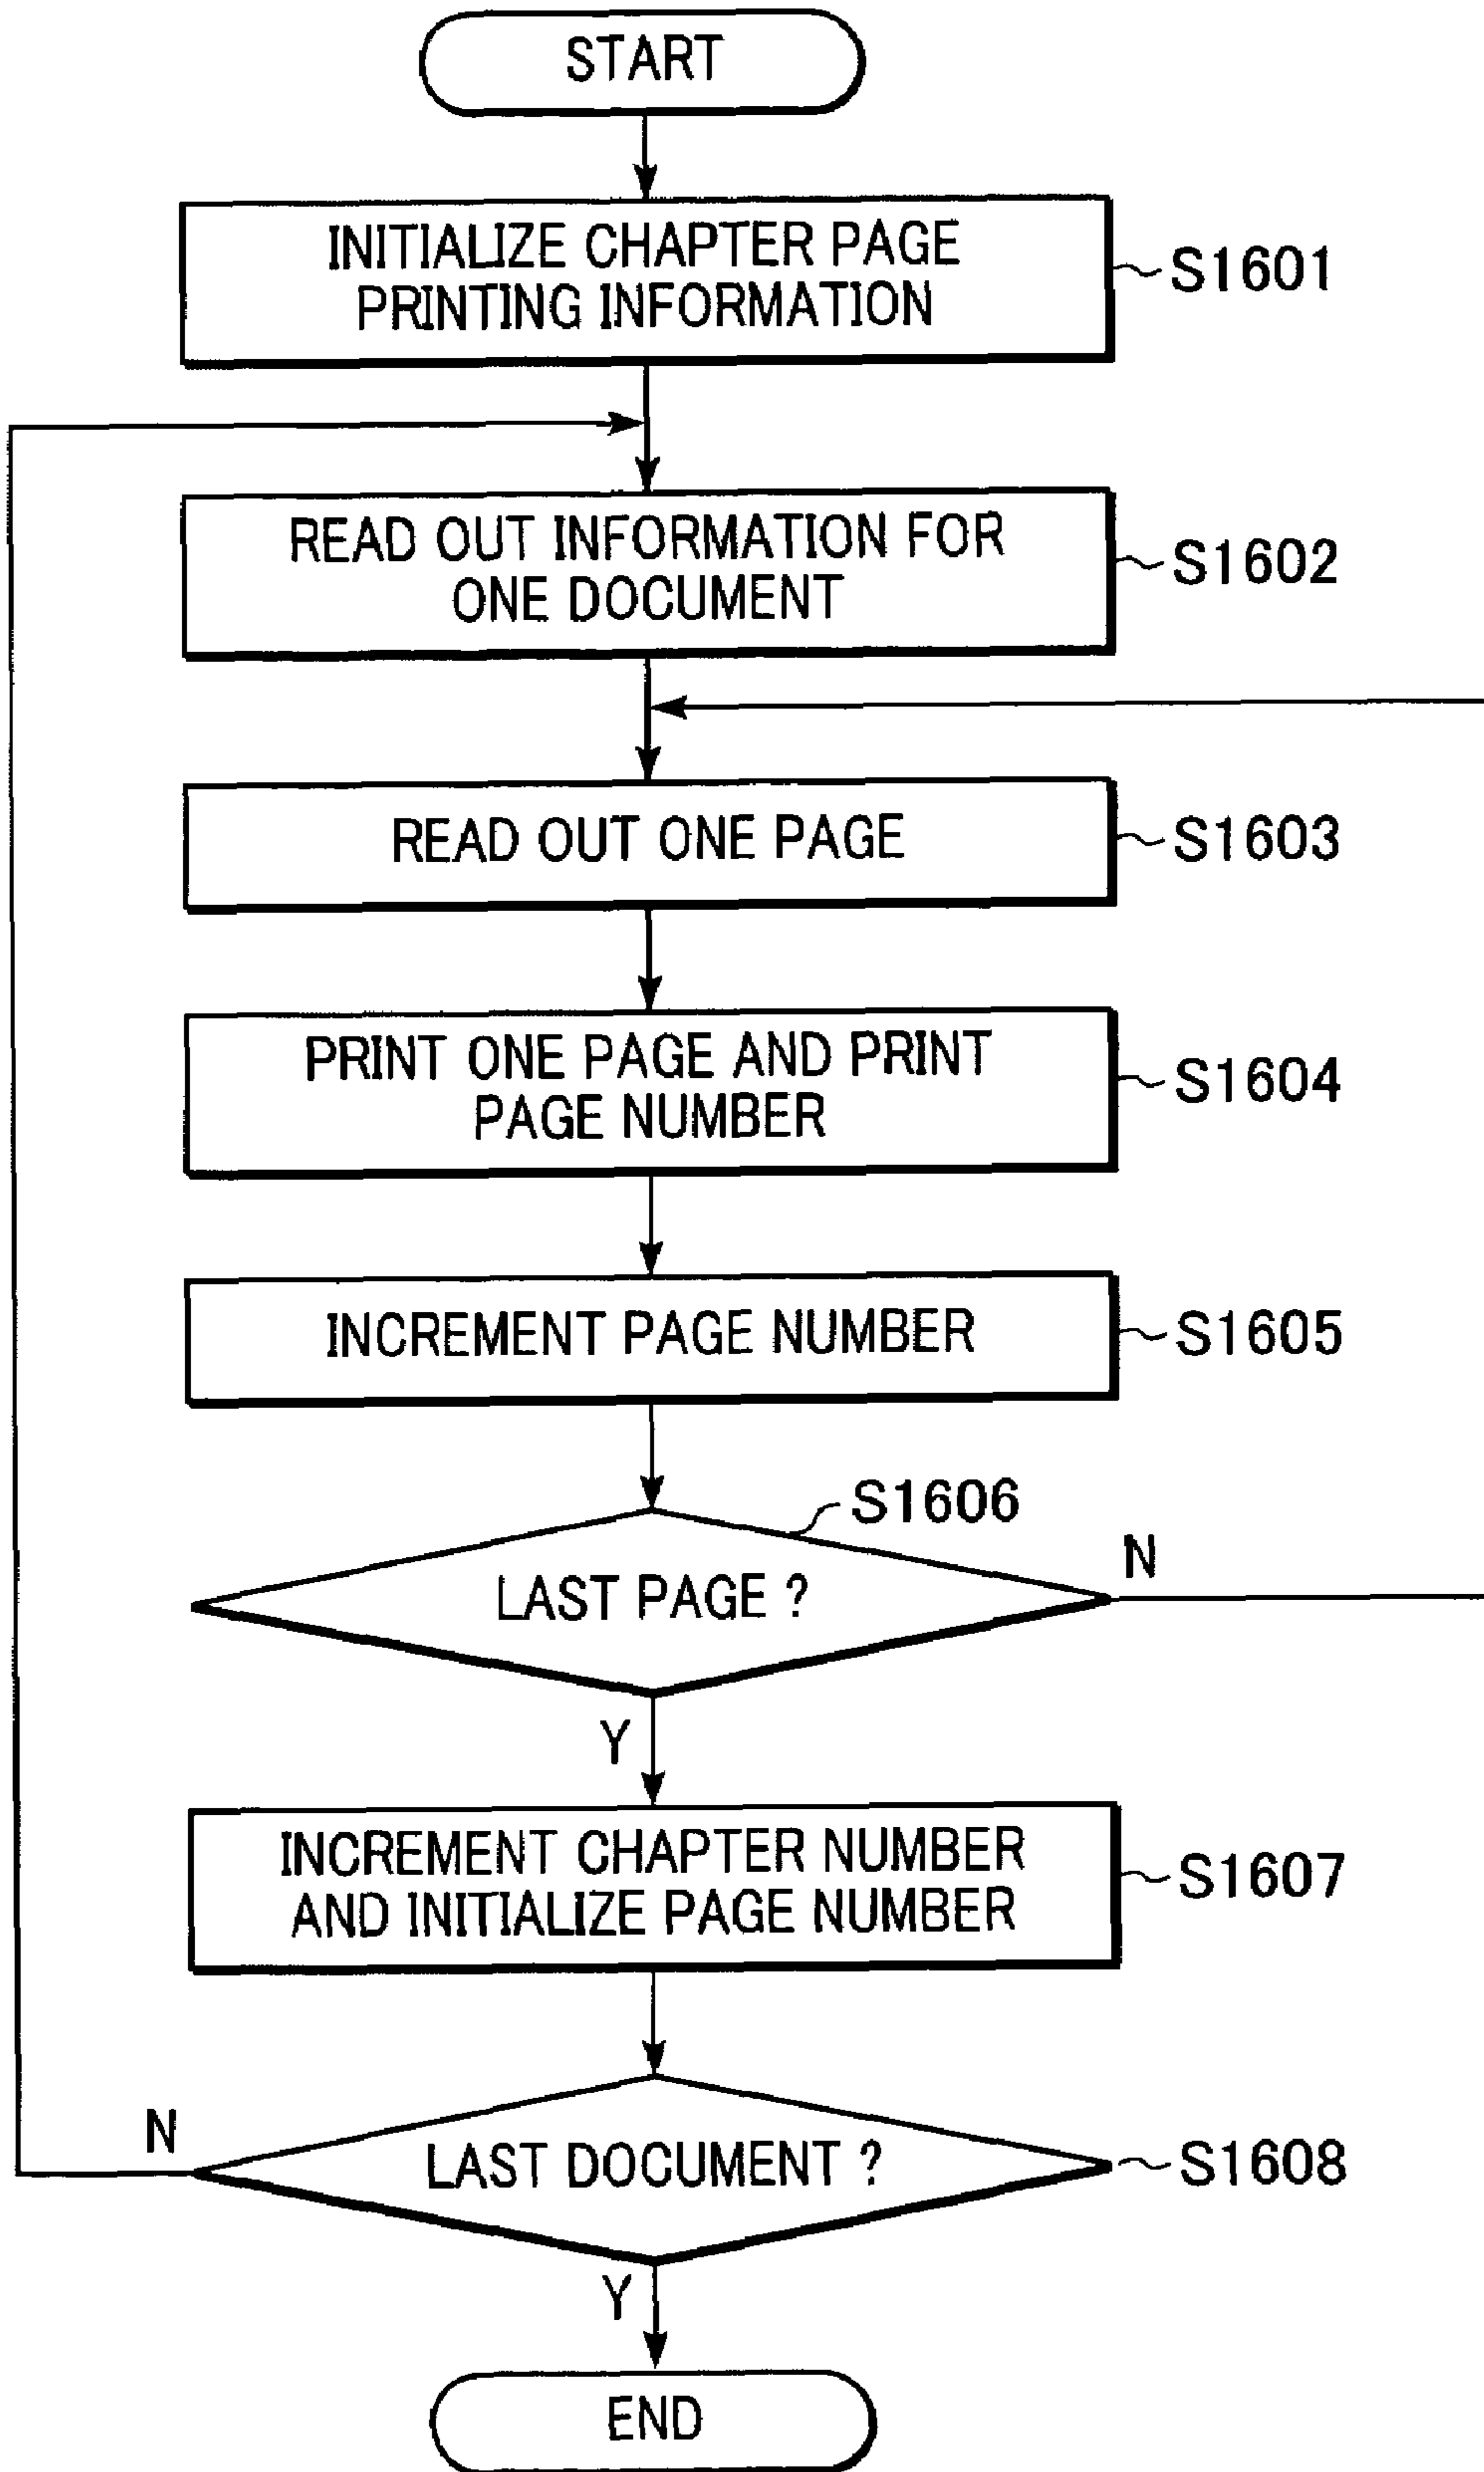 START
INITIALIZE CHAPTER PAGE
PRINTING INFORMATION
S1601
READ OUT INFORMATION FOR
ONE DOCUMENT
S1602
READ OUT ONE PAGE
S1603
PRINT ONE PAGE AND PRINT
PAGE NUMBER
S1604
INCREMENT PAGE NUMBER
S1605
S1606
LAST PAGE ?
N
Y
INCREMENT CHAPTER NUMBER
AND INITIALIZE PAGE NUMBER
S1607
N
LAST DOCUMENT ?
S1608
Y
END